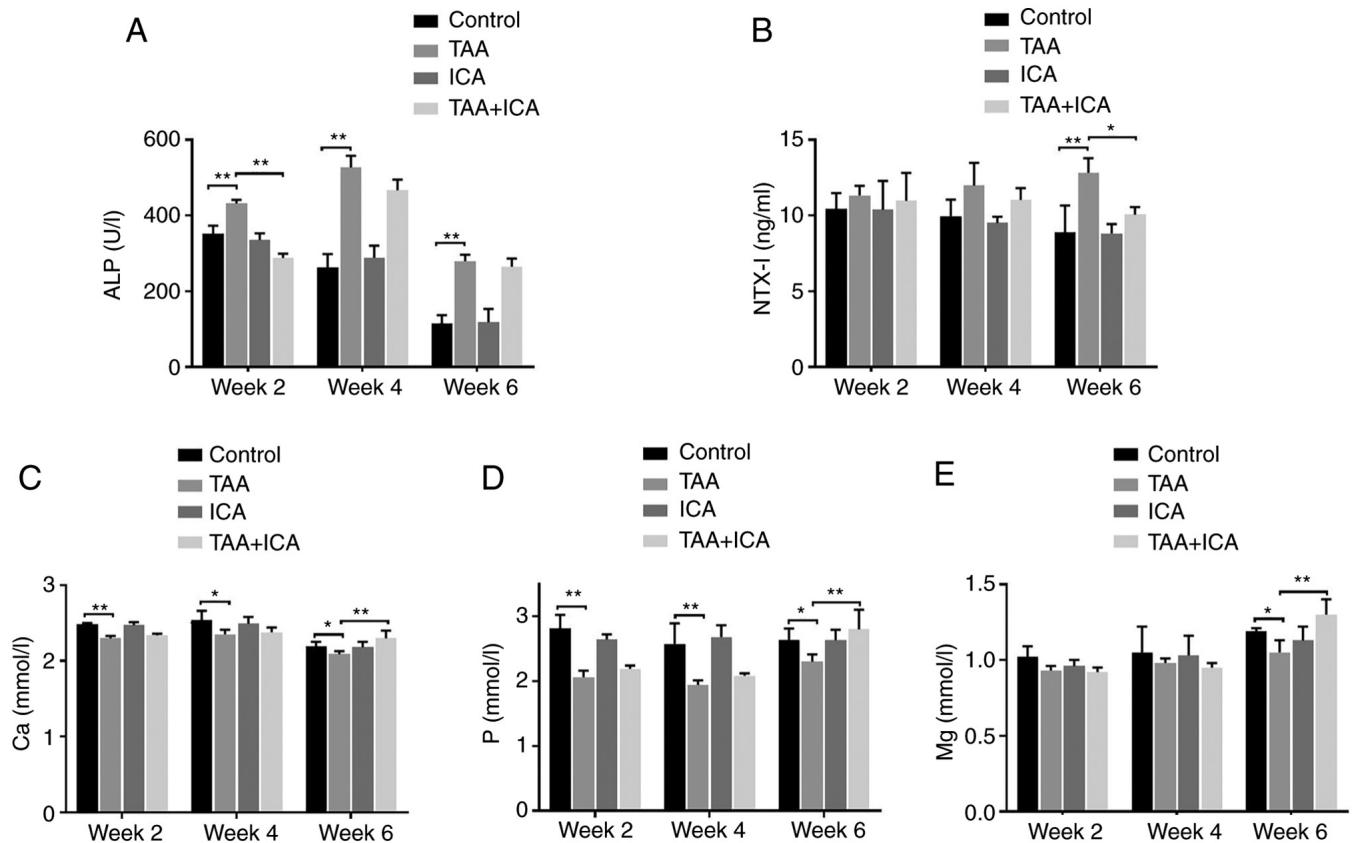 A
Control
TAA
ICA
TAA+ICA
ALP (U/l)
600
400
200
0
** **
**
**
Week 2 Week 4 Week 6
B
Control
TAA
ICA
TAA+ICA
NTX-I (ng/ml)
15
10
5
0
** *
Week 2 Week 4 Week 6
C
Control
TAA
ICA
TAA+ICA
Ca (mmol/l)
3
2
1
0
**
*
* **
Week 2 Week 4 Week 6
D
Control
TAA
ICA
TAA+ICA
P (mmol/l)
3
2
1
0
**
**
* **
Week 2 Week 4 Week 6
E
Control
TAA
ICA
TAA+ICA
Mg (mmol/l)
1.5
1.0
0.5
0.0
* **
Week 2 Week 4 Week 6